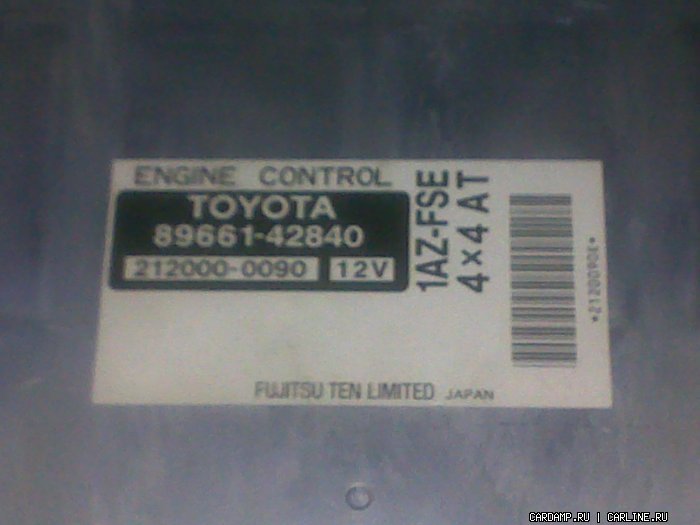 ENGINE CONTROL
TOYOTA
89661-42840
212000-0090 12V
1AZ-FSE
4×4 AT
FUJITSU TEN LIMITED JAPAN
CARDAMP.RU | CARLINE.RU